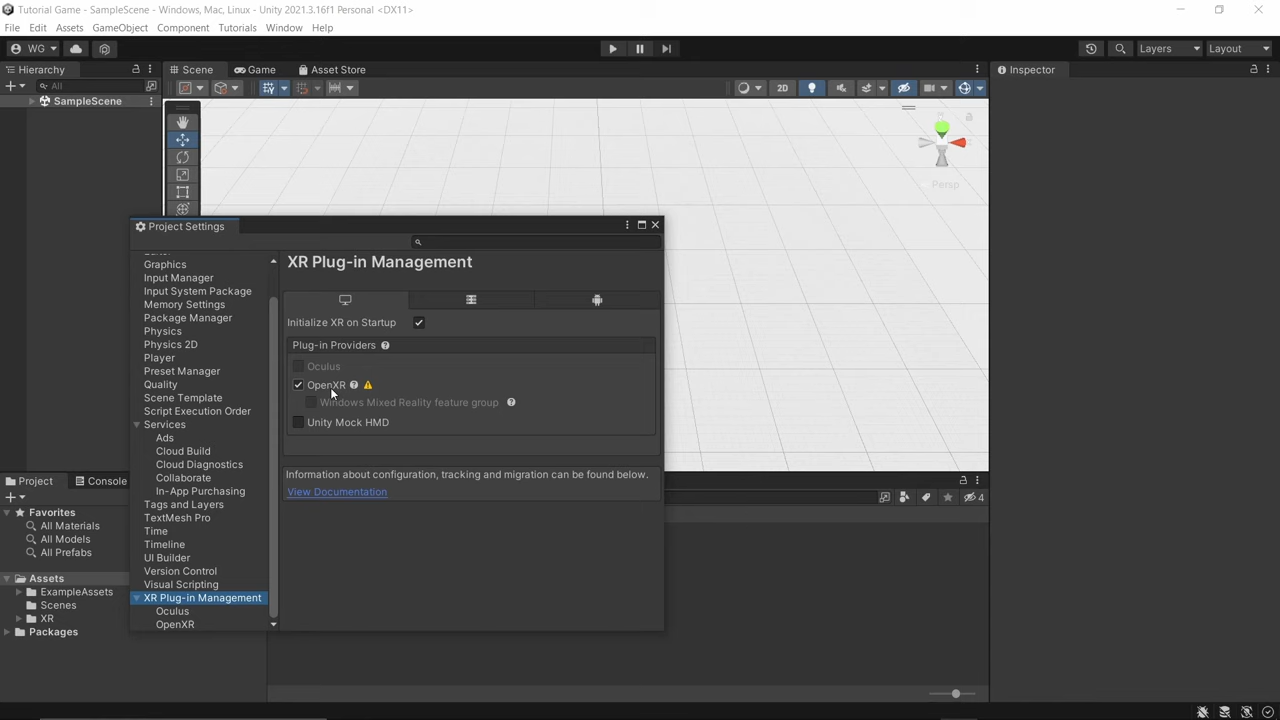 Tutorial Game - SampleScene - Windows, Mac, Linux - Unity 2021.3.16f1 Personal <DX11>
File Edit Assets GameObject Component Tutorials Window Help
WG Layers Layout
Hierarchy Scene Game Asset Store Inspector
All 2D
SampleScene
Persp
Project Settings
XR Plug-in Management
Graphics
Input Manager
Input System Package
Memory Settings
Package Manager
Physics
Physics 2D
Player
Preset Manager
Quality
Scene Template
Script Execution Order
Services
Ads
Cloud Build
Cloud Diagnostics
Collaborate
In-App Purchasing
Tags and Layers
TextMesh Pro
Time
Timeline
UI Builder
Version Control
Visual Scripting
XR Plug-in Management
Oculus
OpenXR
Initialize XR on Startup
Plug-in Providers
Oculus
OpenXR
Windows Mixed Reality feature group
Unity Mock HMD
Information about configuration, tracking and migration can be found below.
View Documentation
Project Console
4
Favorites
All Materials
All Models
All Prefabs
Assets
ExampleAssets
Scenes
XR
Packages